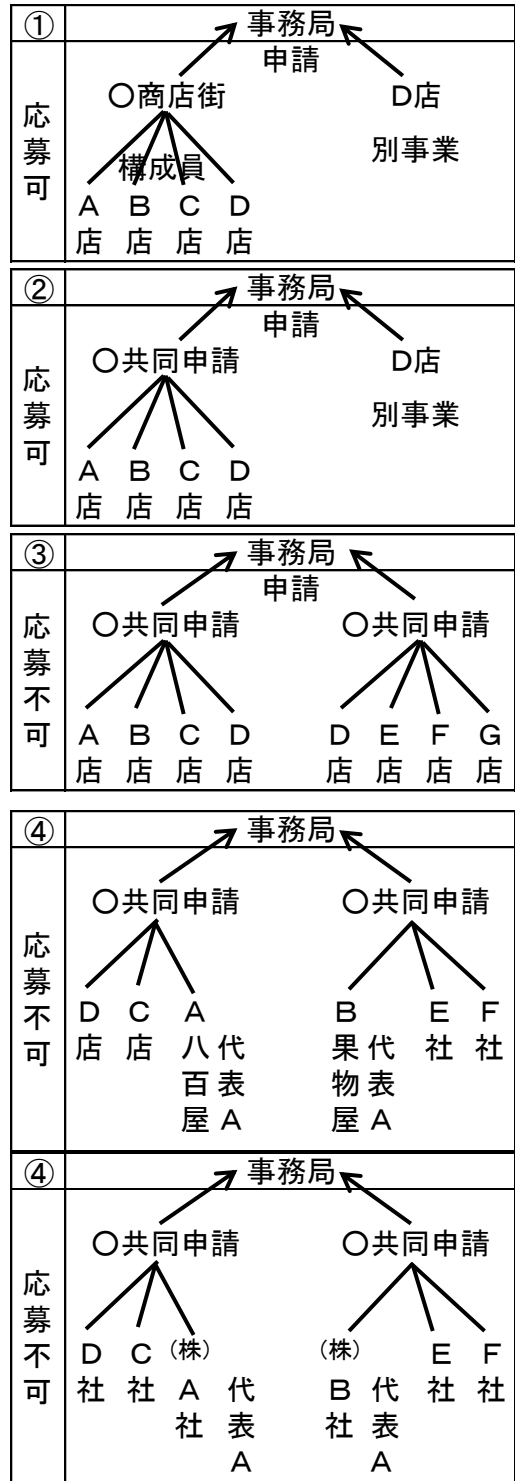 ① 事務局
申請
応募可
○商店街 D店
構成員 別事業
A店 B店 C店 D店
② 事務局
申請
応募可
○共同申請 D店
別事業
A店 B店 C店 D店
③ 事務局
申請
応募不可
○共同申請 ○共同申請
A店 B店 C店 D店 D店 E店 F店 G店
④ 事務局
応募不可
○共同申請 ○共同申請
D店 C店 A八百屋 代表A B果物屋 代表A E社 F社
④ 事務局
応募不可
○共同申請 ○共同申請
D社 C社 (株)A社 代表A (株)B社 代表A E社 F社